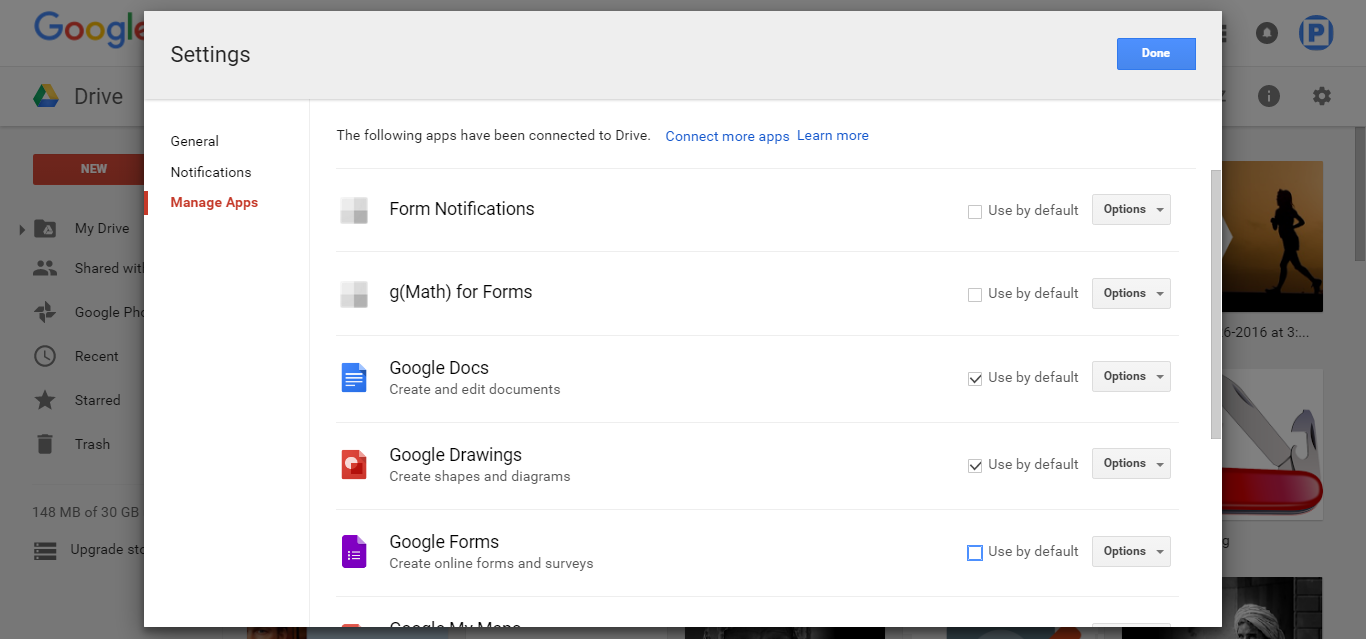 Google
P
Settings
Done
Drive
General
Notifications
Manage Apps
The following apps have been connected to Drive. Connect more apps Learn more
NEW
My Drive
Shared with
Google Pho
Recent
Starred
Trash
148 MB of 30 GB
Upgrade sto
Form Notifications
Use by default
Options
g(Math) for Forms
Use by default
Options
Google Docs
Create and edit documents
Use by default
Options
Google Drawings
Create shapes and diagrams
Use by default
Options
Google Forms
Create online forms and surveys
Use by default
Options
Google My Maps
6-2016 at 3:...
g